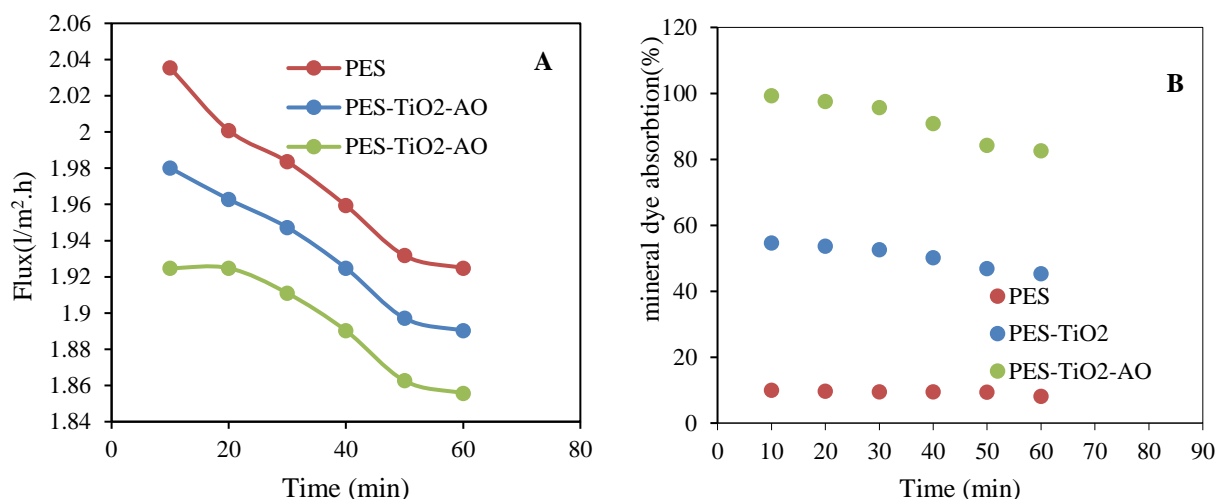 A
Flux(l/m².h)
2.06
2.04
2.02
2
1.98
1.96
1.94
1.92
1.9
1.88
1.86
1.84
PES
PES-TiO2-AO
PES-TiO2-AO
0 20 40 60 80
Time (min)
B
mineral dye absorbtion(%)
120
100
80
60
40
20
0
PES
PES-TiO2
PES-TiO2-AO
0 10 20 30 40 50 60 70 80 90
Time (min)